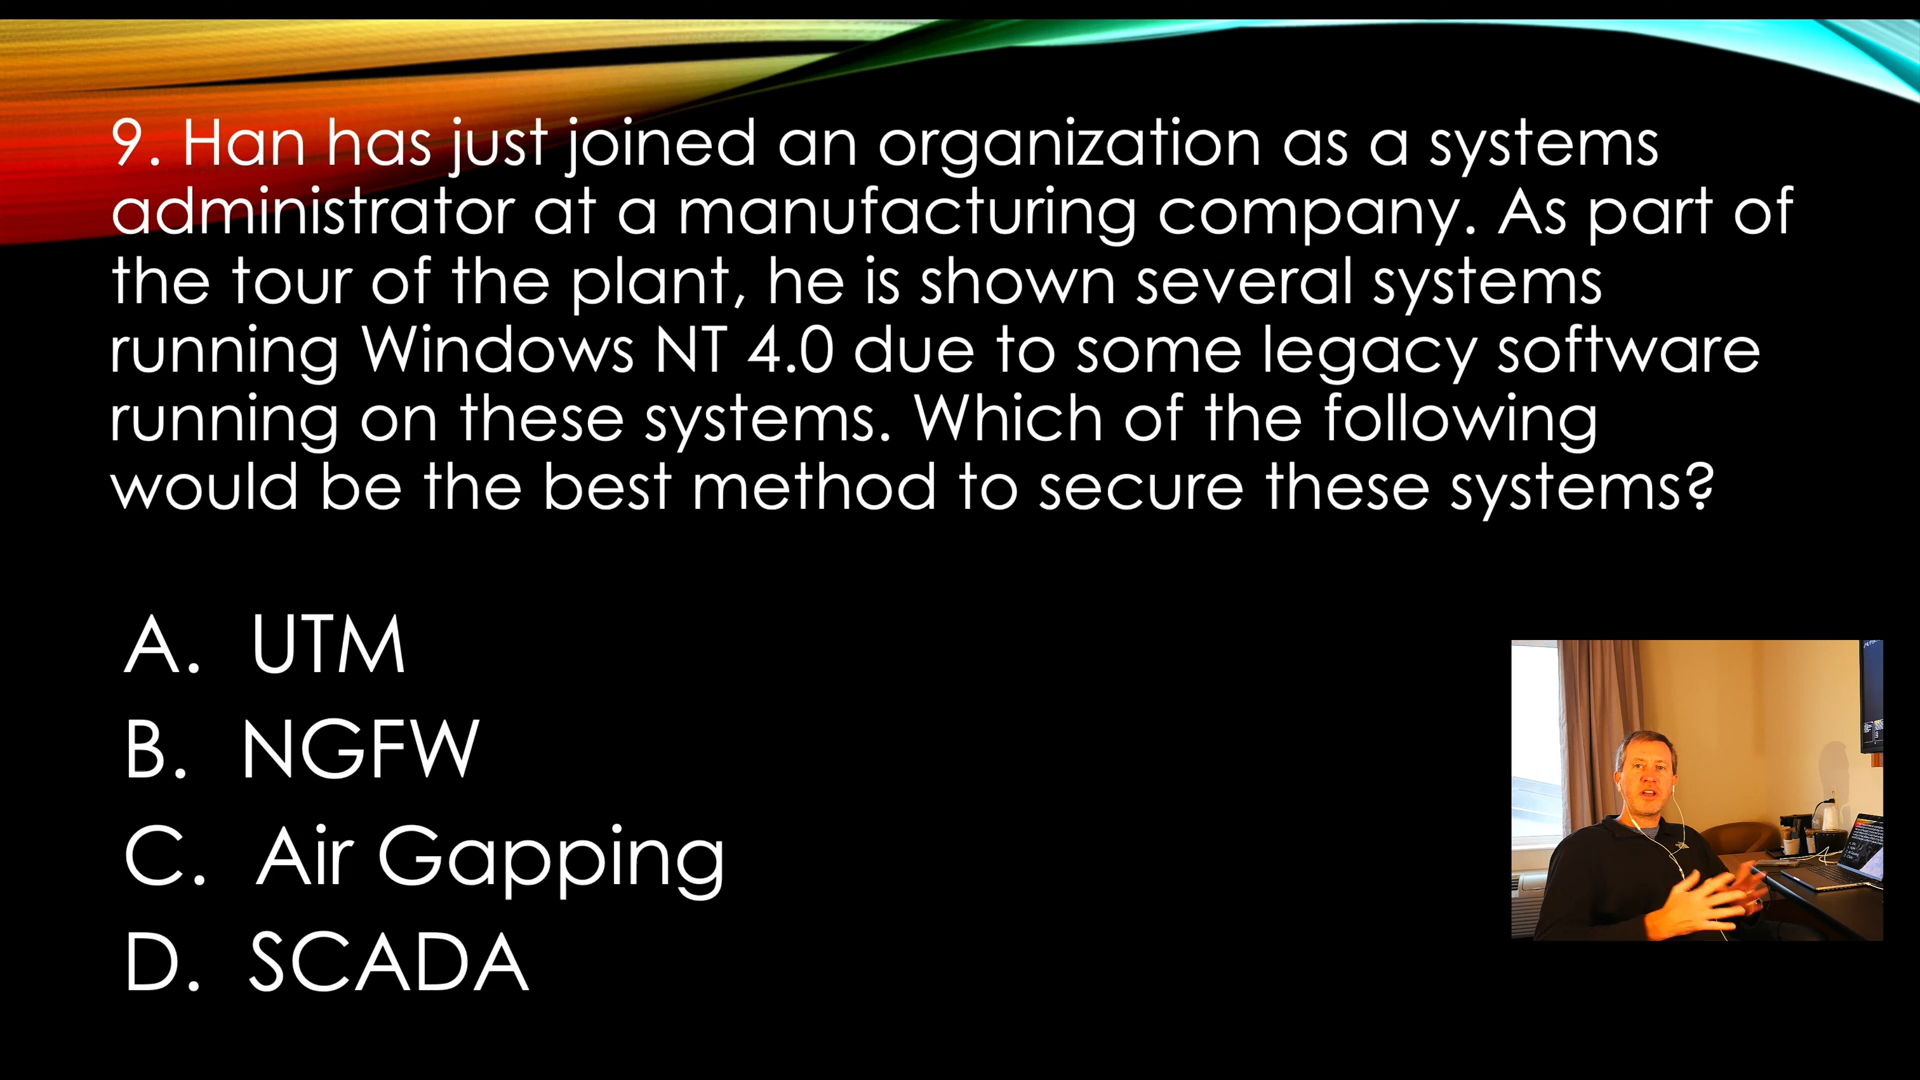 9. Han has just joined an organization as a systems
administrator at a manufacturing company. As part of
the tour of the plant, he is shown several systems
running Windows NT 4.0 due to some legacy software
running on these systems. Which of the following
would be the best method to secure these systems?
A. UTM
B. NGFW
C. Air Gapping
D. SCADA